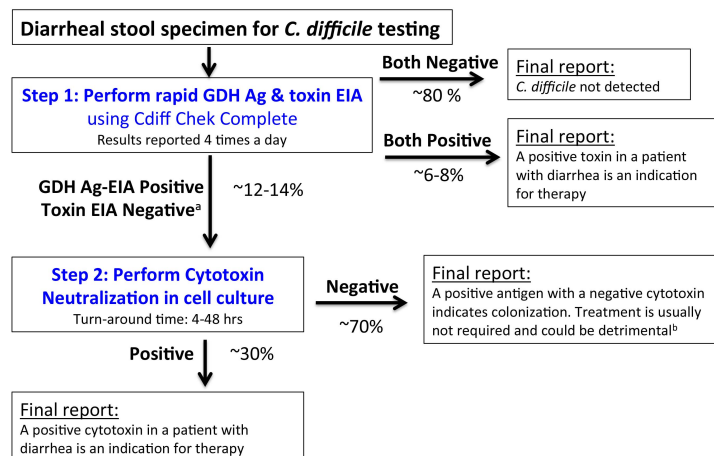 Diarrheal stool specimen for C. difficile testing
Both Negative
~80 %
Final report:
C. difficile not detected
Step 1: Perform rapid GDH Ag & toxin EIA
using Cdiff Chek Complete
Results reported 4 times a day
Both Positive
~6-8%
Final report:
A positive toxin in a patient
with diarrhea is an indication
for therapy
GDH Ag-EIA Positive
Toxin EIA Negativeᵃ
~12-14%
Step 2: Perform Cytotoxin
Neutralization in cell culture
Turn-around time: 4-48 hrs
Negative
~70%
Final report:
A positive antigen with a negative cytotoxin
indicates colonization. Treatment is usually
not required and could be detrimentalᵇ
Positive
~30%
Final report:
A positive cytotoxin in a patient with
diarrhea is an indication for therapy